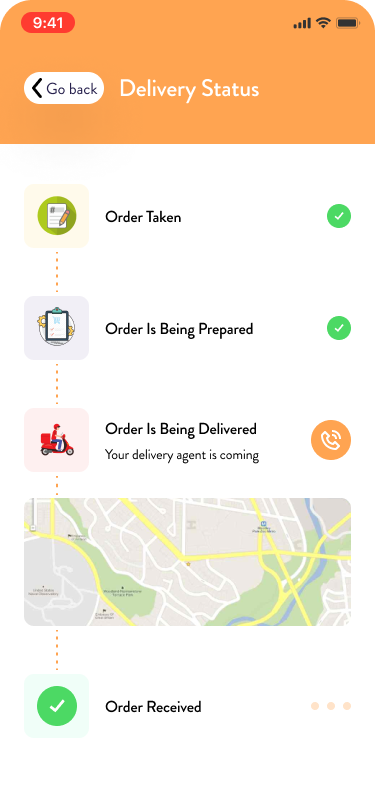 9:41
Go back
Delivery Status
Order Taken
Order Is Being Prepared
Order Is Being Delivered
Your delivery agent is coming
Order Received